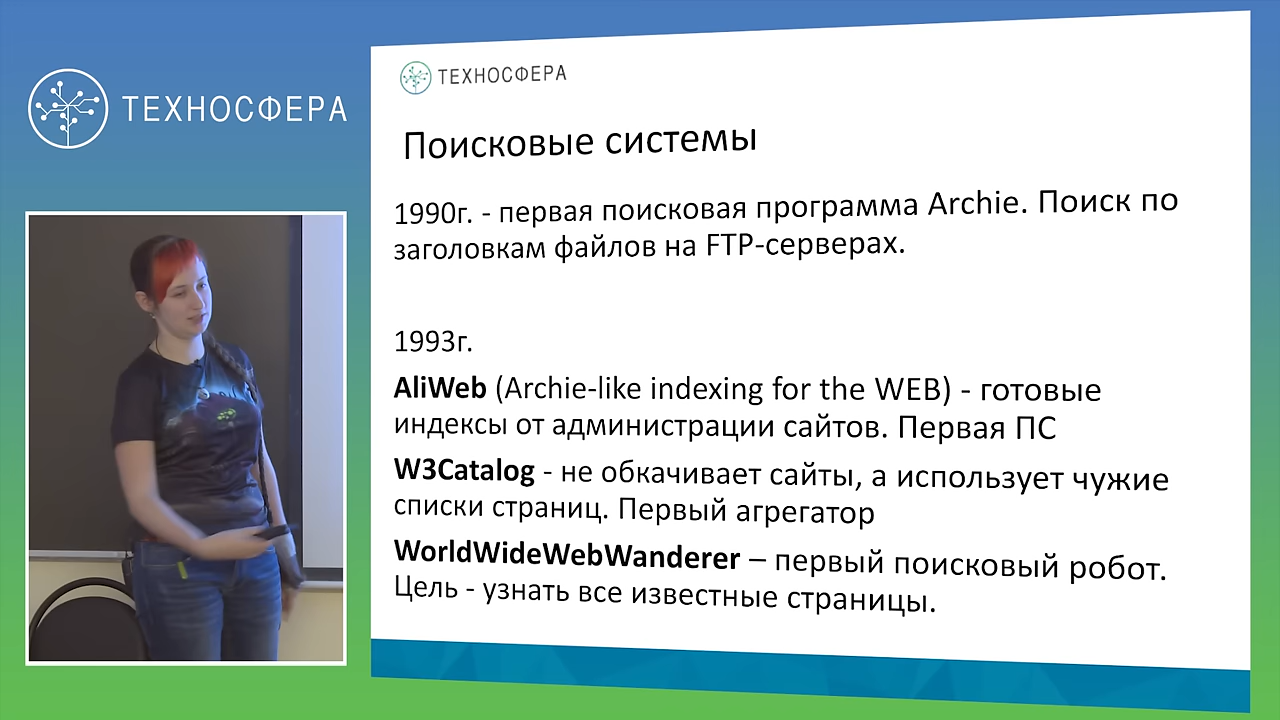 ТЕХНОСФЕРА
ТЕХНОСФЕРА
Поисковые системы
1990г. - первая поисковая программа Archie. Поиск по
заголовкам файлов на FTP-серверах.
1993г.
AliWeb (Archie-like indexing for the WEB) - готовые
индексы от администрации сайтов. Первая ПС
W3Catalog - не обкачивает сайты, а использует чужие
списки страниц. Первый агрегатор
WorldWideWebWanderer – первый поисковый робот.
Цель - узнать все известные страницы.